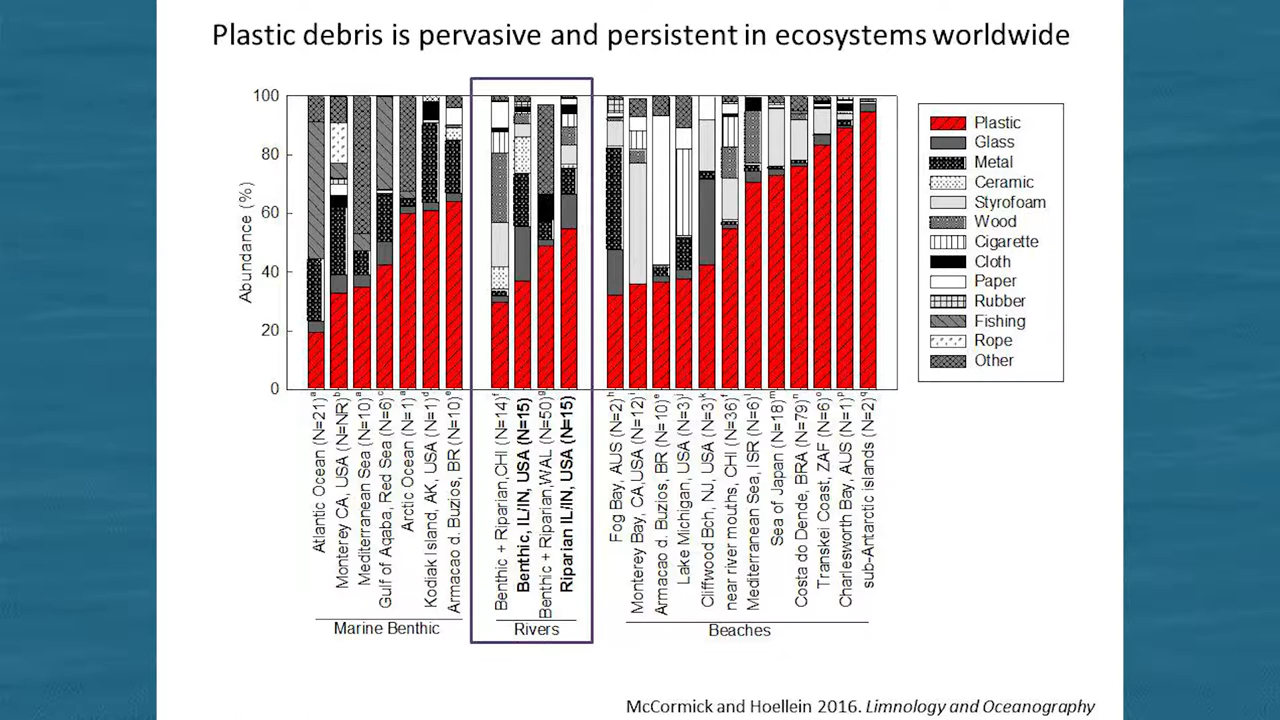 Plastic debris is pervasive and persistent in ecosystems worldwide
Abundance (%)
100
80
60
40
20
0
Plastic
Glass
Metal
Ceramic
Styrofoam
Wood
Cigarette
Cloth
Paper
Rubber
Fishing
Rope
Other
Atlantic Ocean (N=21)a
Monterey CA, USA (N=NR)b
Mediterranean Sea (N=10)a
Gulf of Aqaba, Red Sea (N=6)c
Arctic Ocean (N=1)a
Kodiak Island, AK, USA (N=1)d
Armacao d. Buzios, BR (N=10)e
Benthic + Riparian,CHI (N=14)f
Benthic, IL/IN, USA (N=15)
Benthic + Riparian,WAL (N=50)g
Riparian IL/IN, USA (N=15)
Fog Bay, AUS (N=2)h
Monterey Bay, CA,USA (N=12)i
Armacao d. Buzios, BR (N=10)e
Lake Michigan, USA (N=3)j
Cliffwood Bch, NJ, USA (N=3)k
near river mouths, CHI (N=36)f
Mediterranean Sea, ISR (N=6)l
Sea of Japan (N=18)m
Costa do Dende, BRA (N=79)n
Transkei Coast, ZAF (N=6)o
Charlesworth Bay, AUS (N=1)p
sub-Antarctic islands (N=2)q
Marine Benthic
Rivers
Beaches
McCormick and Hoellein 2016. Limnology and Oceanography